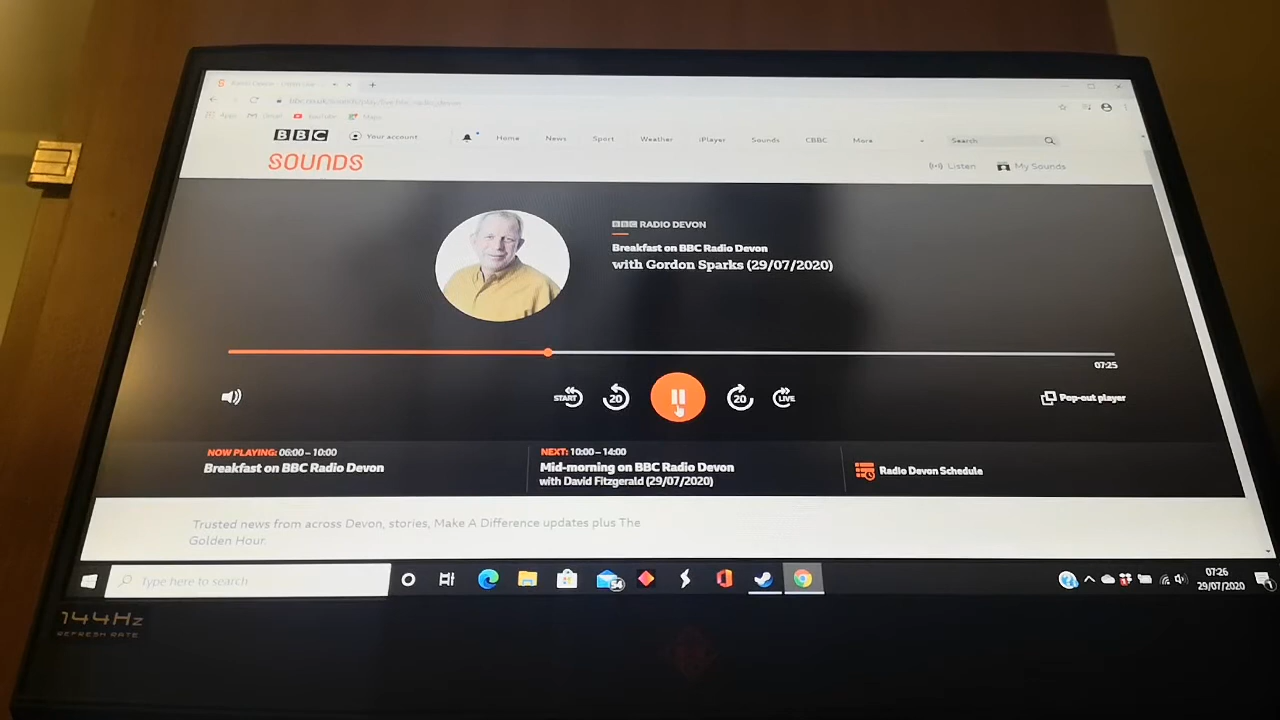 BBC
Your account
Home
News
Sport
Weather
iPlayer
Sounds
CBBC
More
Search
SOUNDS
Listen
My Sounds
BBC RADIO DEVON
Breakfast on BBC Radio Devon
with Gordon Sparks (29/07/2020)
07:25
START
20
20
LIVE
Pop-out player
NOW PLAYING: 06:00 – 10:00
Breakfast on BBC Radio Devon
NEXT: 10:00 – 14:00
Mid-morning on BBC Radio Devon
with David Fitzgerald (29/07/2020)
Radio Devon Schedule
Trusted news from across Devon, stories, Make A Difference updates plus The
Golden Hour.
Type here to search
54
07:26
29/07/2020
144Hz
REFRESH RATE